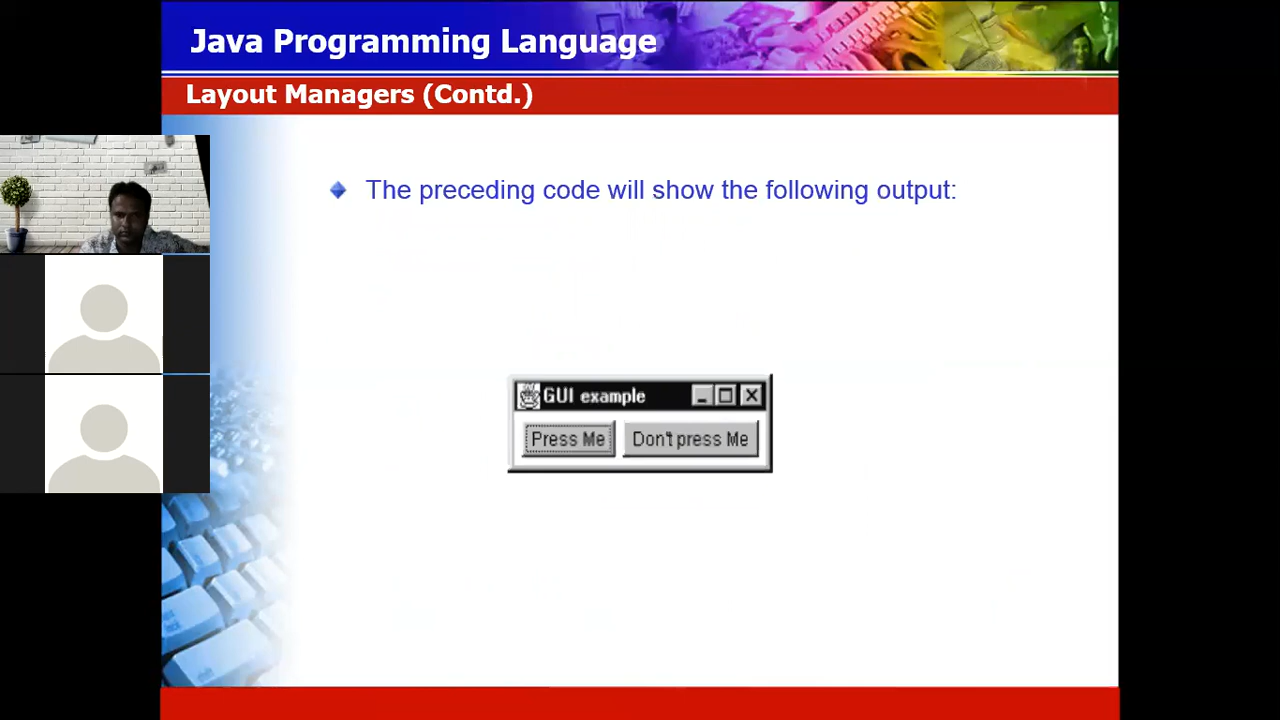 Java Programming Language
Layout Managers (Contd.)
The preceding code will show the following output:
GUI example
Press Me
Don't press Me